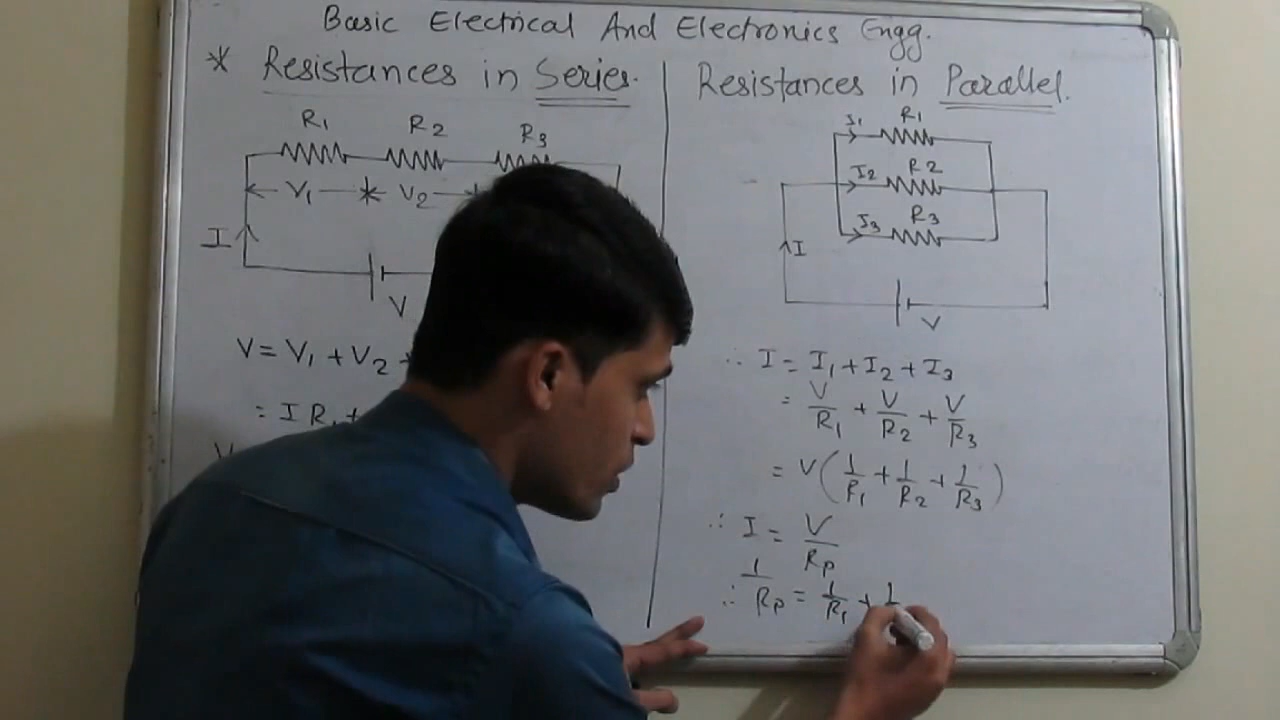 Basic Electrical And Electronics Engg.
* Resistances in Series.
R1 R2 R3
V1 V2
I
V
V = V1 + V2 +
= I R1 +
V
Resistances in Parallel.
I1 R1
I2 R2
I3 R3
I
V
∴ I = I1 + I2 + I3
= V/R1 + V/R2 + V/R3
= V(1/R1 + 1/R2 + 1/R3)
∴ I = V/Rp
∴ 1/Rp = 1/R1 + 1